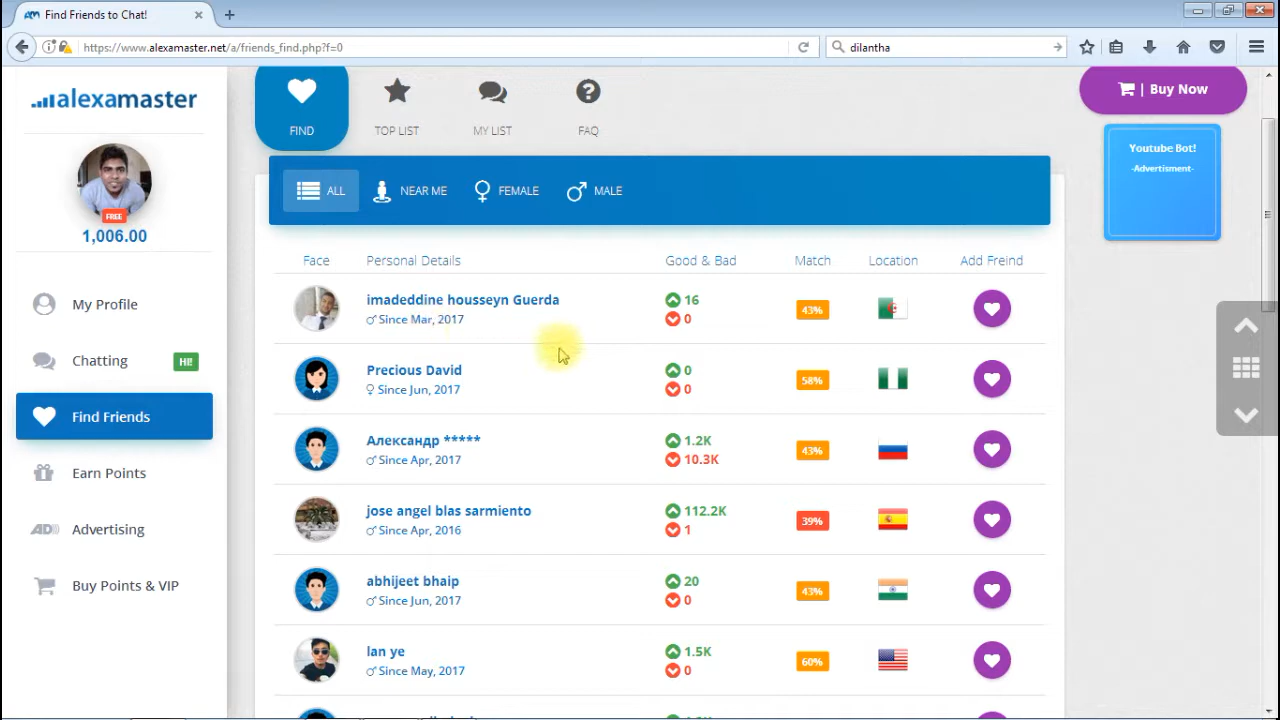 Find Friends to Chat!
https://www.alexamaster.net/a/friends_find.php?f=0
dilantha
alexamaster
FREE
1,006.00
My Profile
Chatting
HI!
Find Friends
Earn Points
AD
Advertising
Buy Points & VIP
FIND
TOP LIST
MY LIST
FAQ
| Buy Now
Youtube Bot!
-Advertisment-
ALL
NEAR ME
FEMALE
MALE
Face Personal Details Good & Bad Match Location Add Freind
imadeddine housseyn Guerda
Since Mar, 2017
16
0
43%
Precious David
Since Jun, 2017
0
0
58%
Александр *****
Since Apr, 2017
1.2K
10.3K
43%
jose angel blas sarmiento
Since Apr, 2016
112.2K
1
39%
abhijeet bhaip
Since Jun, 2017
20
0
43%
lan ye
Since May, 2017
1.5K
0
60%